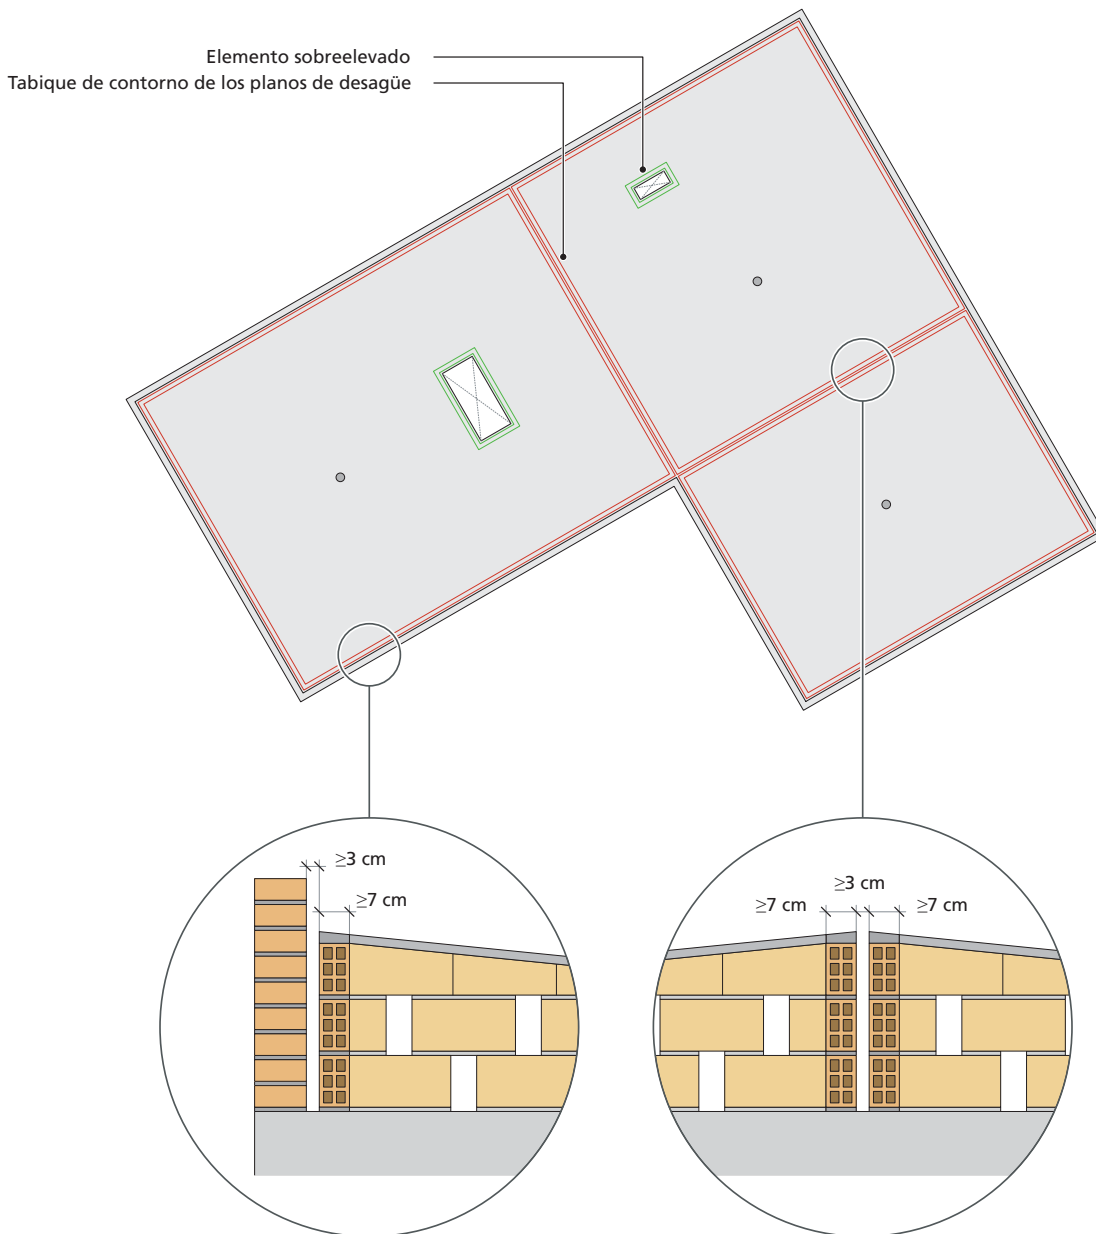 Elemento sobreelevado
Tabique de contorno de los planos de desagüe
≥3 cm
≥7 cm
≥3 cm
≥7 cm
≥7 cm